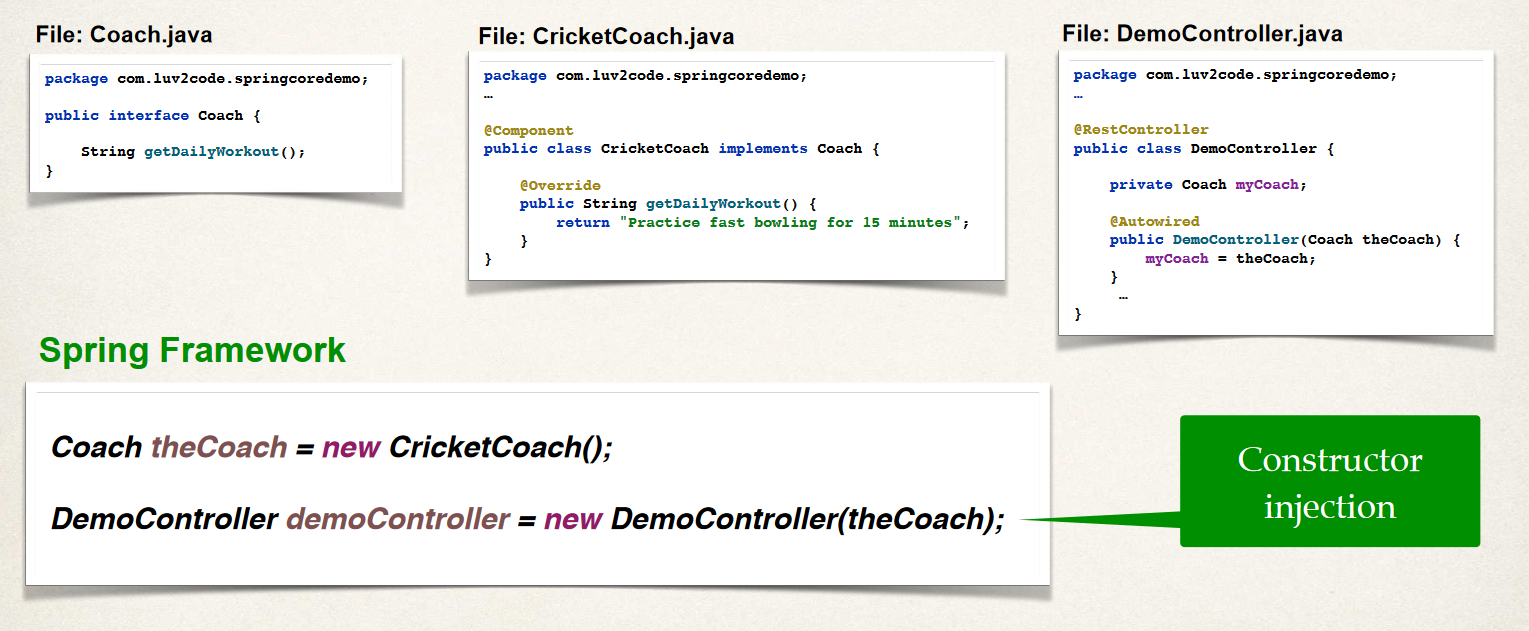 File: Coach.java
package com.luv2code.springcoredemo;
public interface Coach {
String getDailyWorkout();
}
File: CricketCoach.java
package com.luv2code.springcoredemo;
…
@Component
public class CricketCoach implements Coach {
@Override
public String getDailyWorkout() {
return "Practice fast bowling for 15 minutes";
}
}
File: DemoController.java
package com.luv2code.springcoredemo;
…
@RestController
public class DemoController {
private Coach myCoach;
@Autowired
public DemoController(Coach theCoach) {
myCoach = theCoach;
}
…
}
Spring Framework
Coach theCoach = new CricketCoach();
DemoController demoController = new DemoController(theCoach);
Constructor
injection